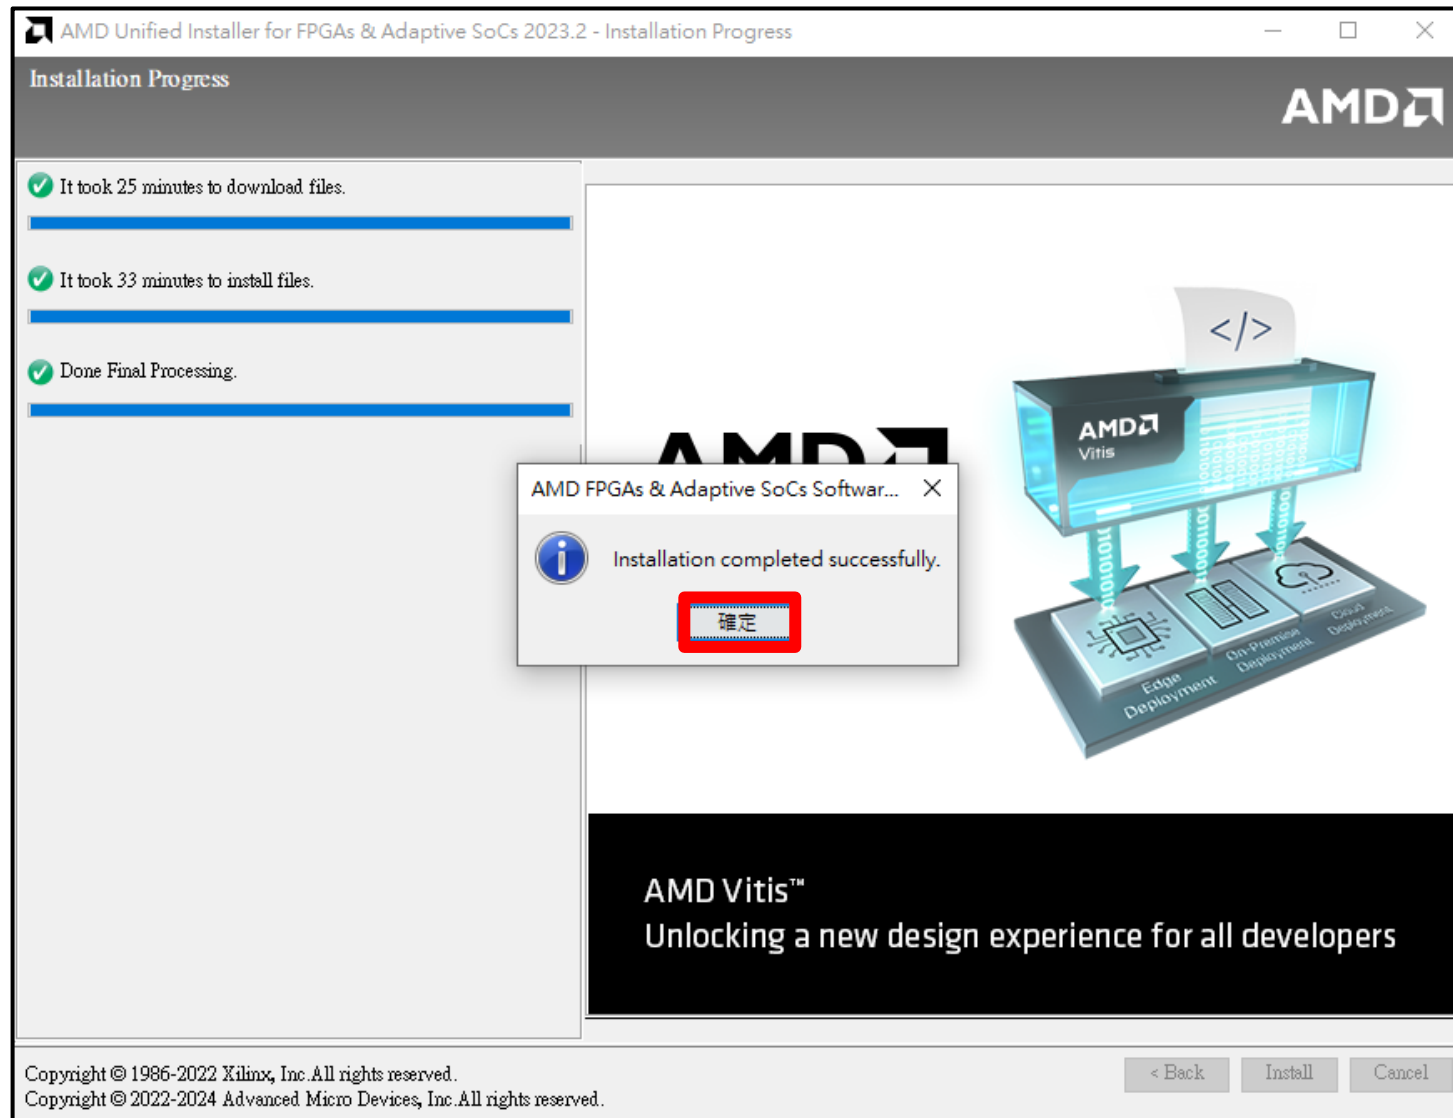 AMD Unified Installer for FPGAs & Adaptive SoCs 2023.2 - Installation Progress
Installation Progress
AMD
It took 25 minutes to download files.
It took 33 minutes to install files.
Done Final Processing.
</>
AMD
Vitis
AMD
AMD FPGAs & Adaptive SoCs Softwar...
Installation completed successfully.
確定
Edge
Deployment
On-Premise
Deployment
Cloud
Deployment
AMD Vitis™
Unlocking a new design experience for all developers
Copyright © 1986-2022 Xilinx, Inc.All rights reserved.
Copyright © 2022-2024 Advanced Micro Devices, Inc.All rights reserved.
< Back
Install
Cancel